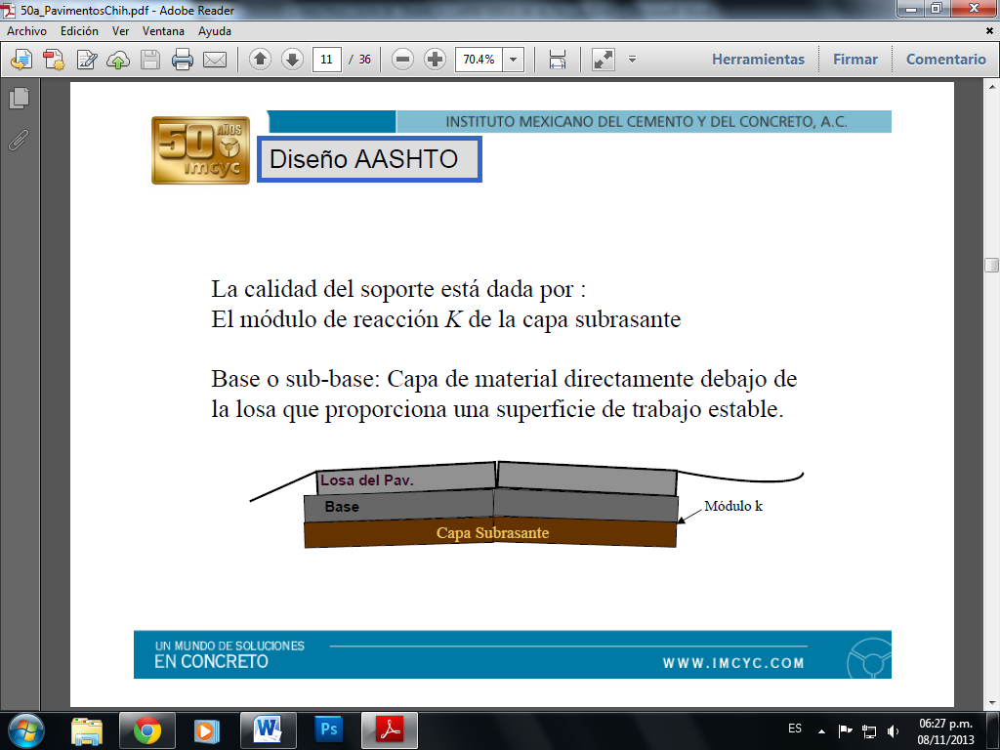 50a_PavimentosChih.pdf - Adobe Reader
Archivo Edición Ver Ventana Ayuda
11 / 36 70.4% Herramientas Firmar Comentario
INSTITUTO MEXICANO DEL CEMENTO Y DEL CONCRETO, A.C.
50 AÑOS
imcyc
Diseño AASHTO
La calidad del soporte está dada por :
El módulo de reacción K de la capa subrasante
Base o sub-base: Capa de material directamente debajo de
la losa que proporciona una superficie de trabajo estable.
Losa del Pav.
Base
Módulo k
Capa Subrasante
UN MUNDO DE SOLUCIONES
EN CONCRETO
WWW.IMCYC.COM
Ps
ES
06:27 p.m.
08/11/2013